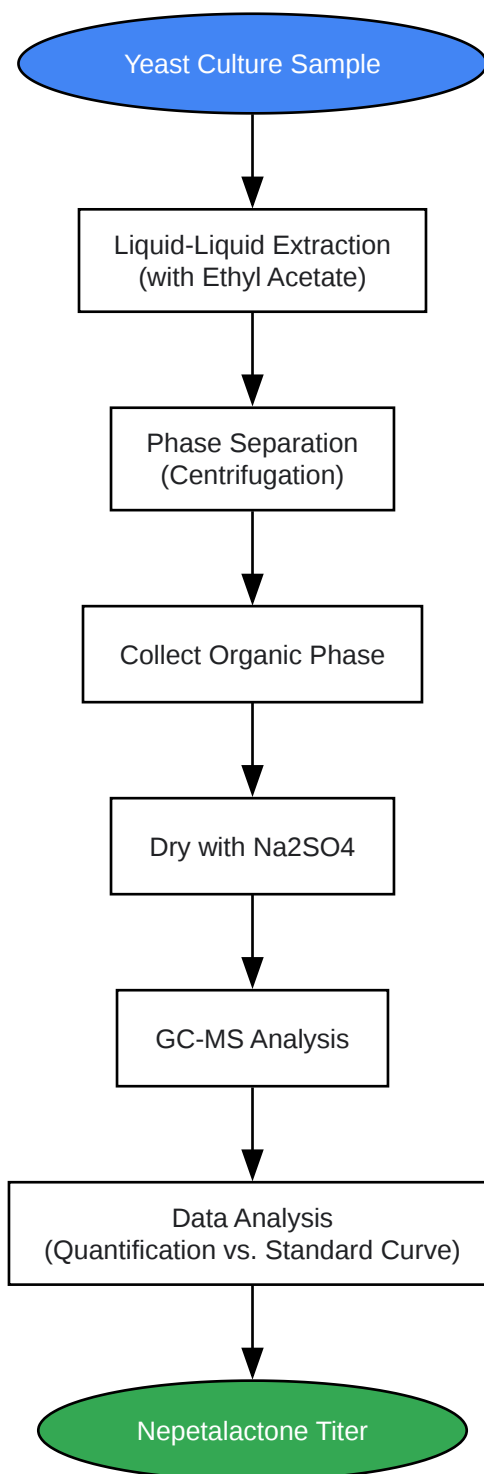 Yeast Culture Sample
Liquid-Liquid Extraction
(with Ethyl Acetate)
Phase Separation
(Centrifugation)
Collect Organic Phase
Dry with Na2SO4
GC-MS Analysis
Data Analysis
(Quantification vs. Standard Curve)
Nepetalactone Titer